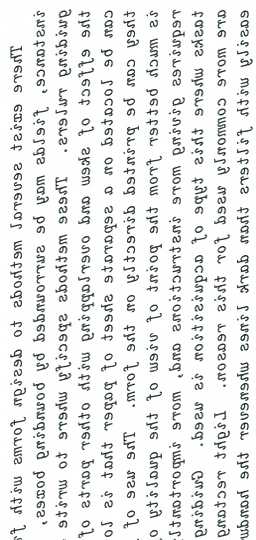 There exist several methods to design forms with f
instance, fields may be surrounded by bounding boxes,
guiding rulers. These methods specify where to write
the effect of skew and overlapping with other parts o
can be located on a separate sheet of paper that is lo
they can be printed directly on the form. The use of
is much better from the point of view of the quality o
requires giving more instructions and, more importantl
tasks where this type of acquisition is used. Guiding
are more commonly used for this reason. Light rectang
easily with filters than dark lines whenever the handw